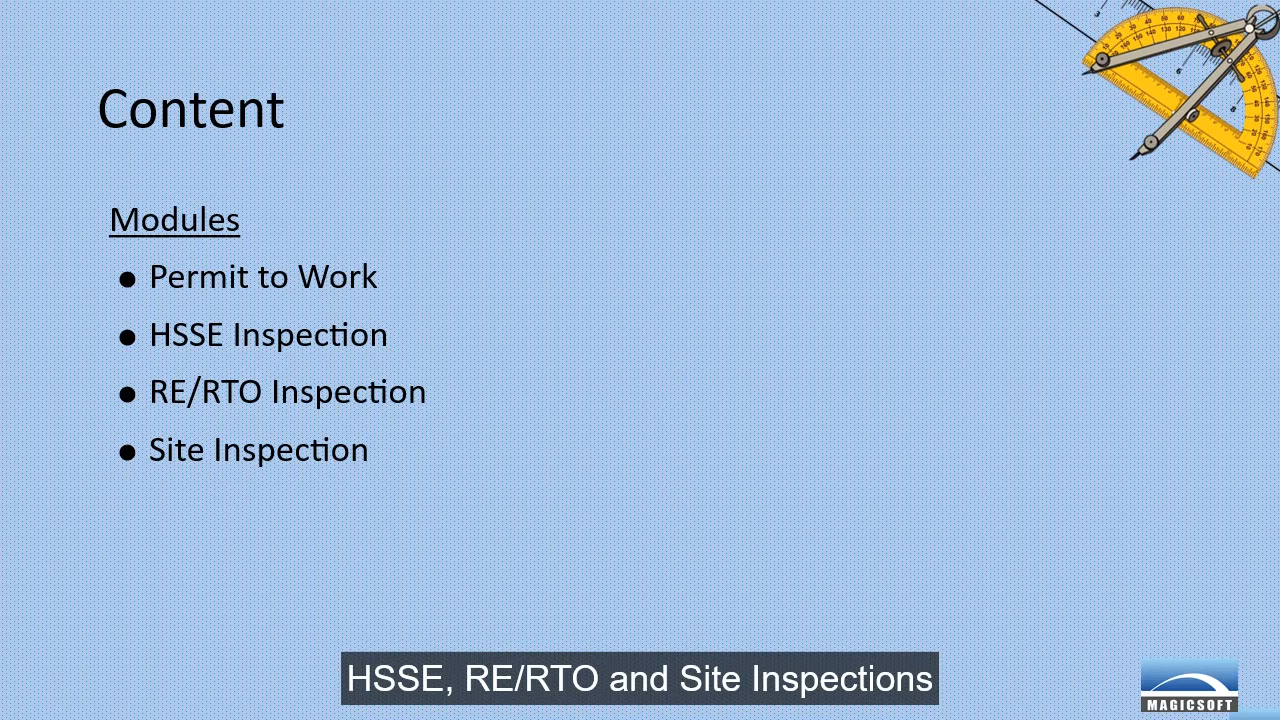 Content
Modules
● Permit to Work
● HSSE Inspection
● RE/RTO Inspection
● Site Inspection
HSSE, RE/RTO and Site Inspections
MAGICSOFT